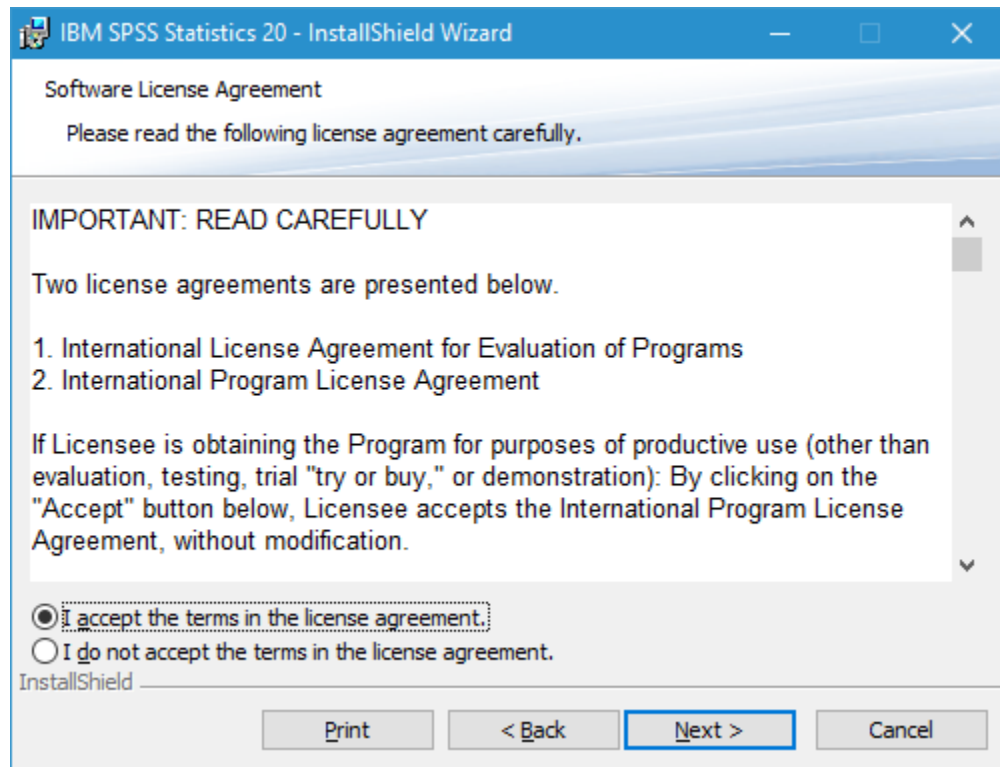 IBM SPSS Statistics 20 - InstallShield Wizard
Software License Agreement
Please read the following license agreement carefully.
IMPORTANT: READ CAREFULLY
Two license agreements are presented below.
1. International License Agreement for Evaluation of Programs
2. International Program License Agreement
If Licensee is obtaining the Program for purposes of productive use (other than
evaluation, testing, trial "try or buy," or demonstration): By clicking on the
"Accept" button below, Licensee accepts the International Program License
Agreement, without modification.
I accept the terms in the license agreement.
I do not accept the terms in the license agreement.
InstallShield
Print < Back Next > Cancel